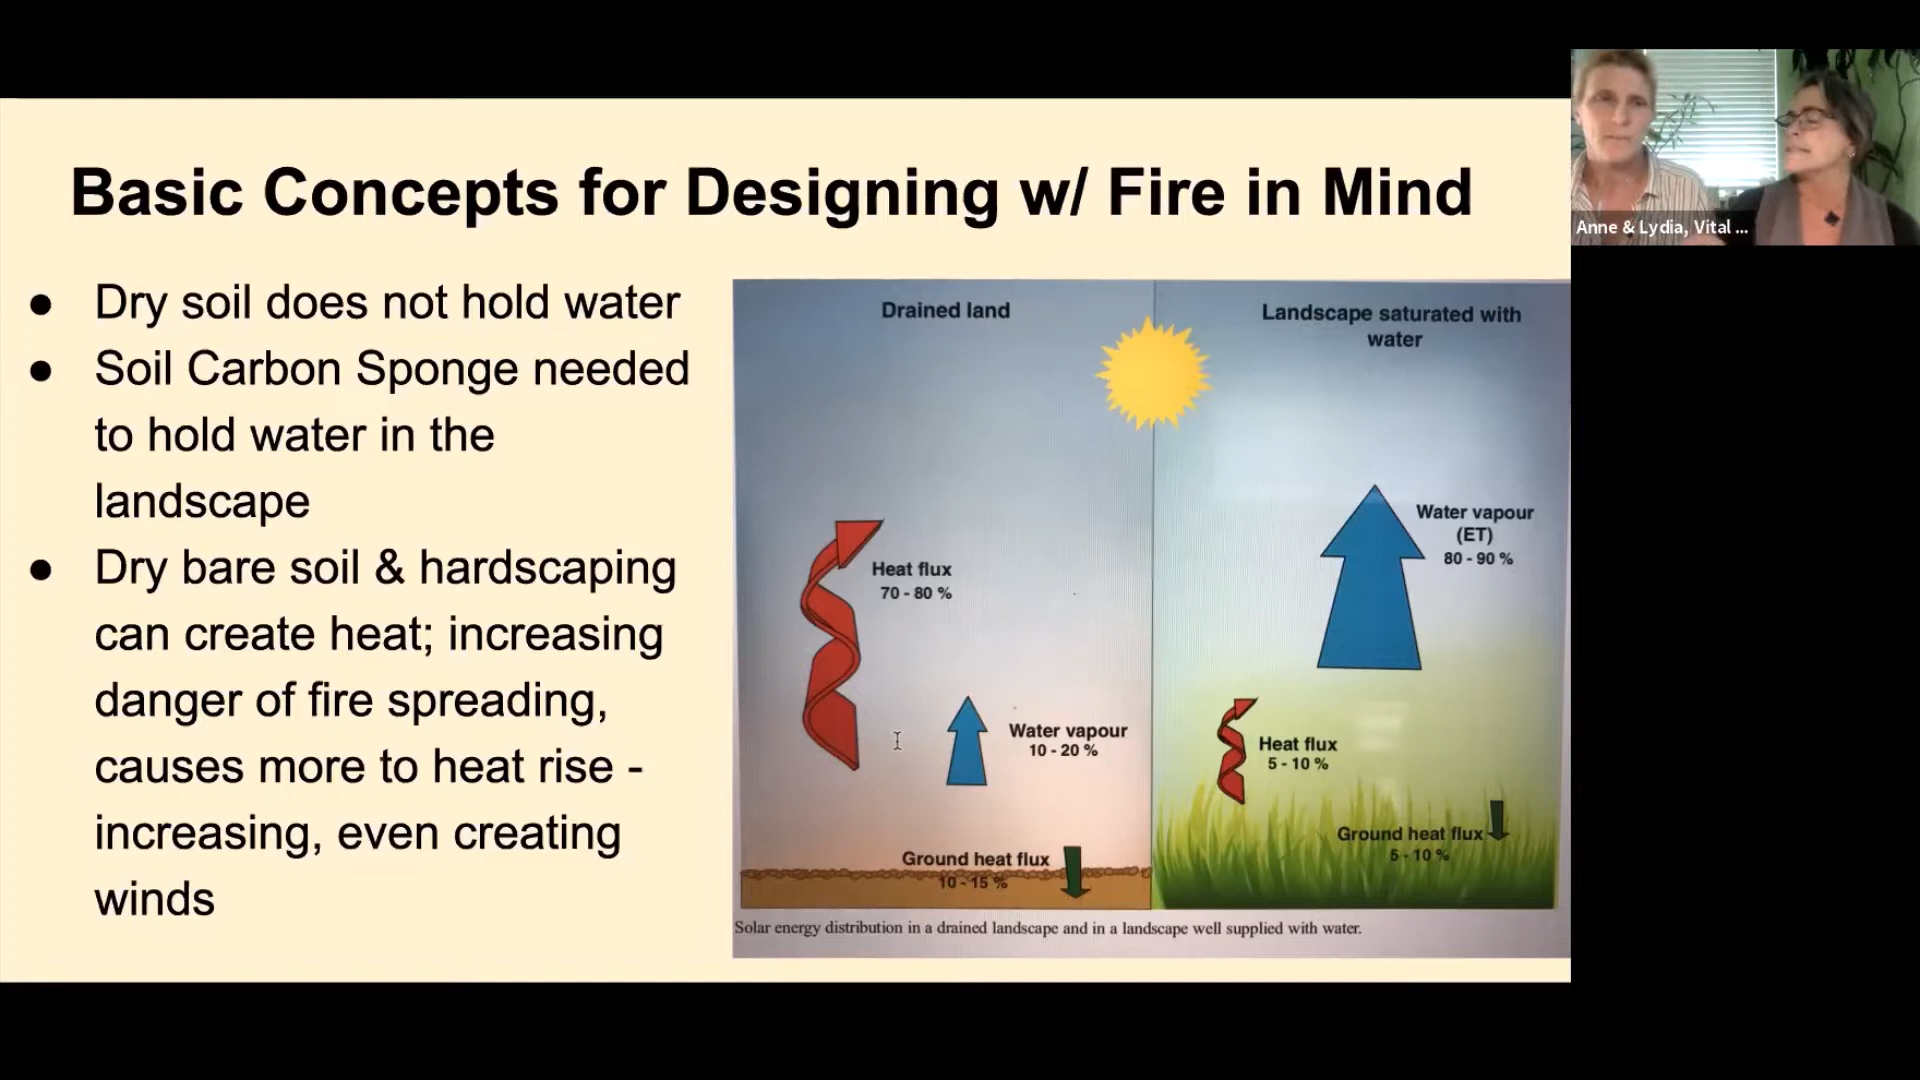 Basic Concepts for Designing w/ Fire in Mind
● Dry soil does not hold water
● Soil Carbon Sponge needed
to hold water in the
landscape
● Dry bare soil & hardscaping
can create heat; increasing
danger of fire spreading,
causes more to heat rise -
increasing, even creating
winds
Drained land
Heat flux
70 - 80 %
Water vapour
10 - 20 %
Ground heat flux
10 - 15 %
Landscape saturated with
water
Water vapour
(ET)
80 - 90 %
Heat flux
5 - 10 %
Ground heat flux
5 - 10 %
Solar energy distribution in a drained landscape and in a landscape well supplied with water.
Anne & Lydia, Vital ...